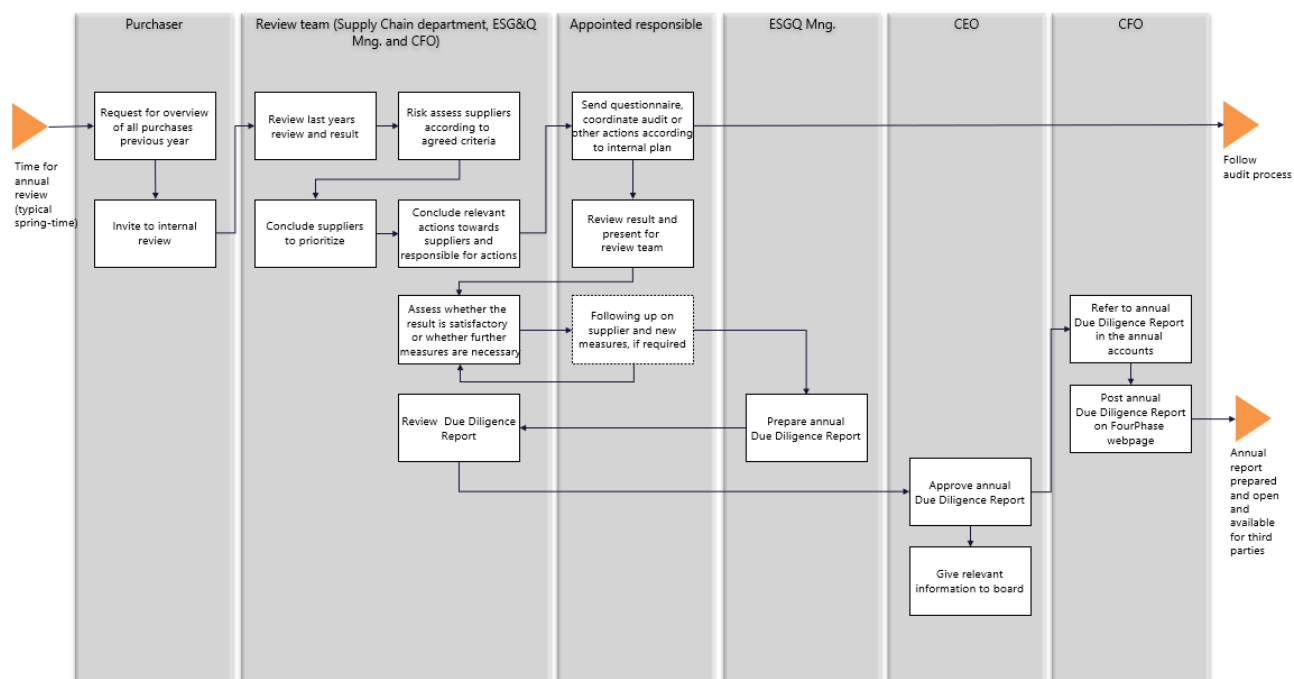 Purchaser
Review team (Supply Chain department, ESG&Q
Mng. and CFO)
Appointed responsible
ESGQ Mng.
CEO
CFO
Time for
annual
review
(typical
spring-time)
Request for overview
of all purchases
previous year
Invite to internal
review
Review last years
review and result
Risk assess suppliers
according to
agreed criteria
Conclude suppliers
to prioritize
Conclude relevant
actions towards
suppliers and
responsible for actions
Send questionnaire,
coordinate audit or
other actions according
to internal plan
Follow
audit process
Review result and
present for
review team
Assess whether the
result is satisfactory
or whether further
measures are necessary
Following up on
supplier and new
measures, if required
Prepare annual
Due Diligence Report
Review Due Diligence
Report
Approve annual
Due Diligence Report
Give relevant
information to board
Refer to annual
Due Diligence Report
in the annual
accounts
Post annual
Due Diligence Report
on FourPhase
webpage
Annual
report
prepared
and open
and
available
for third
parties